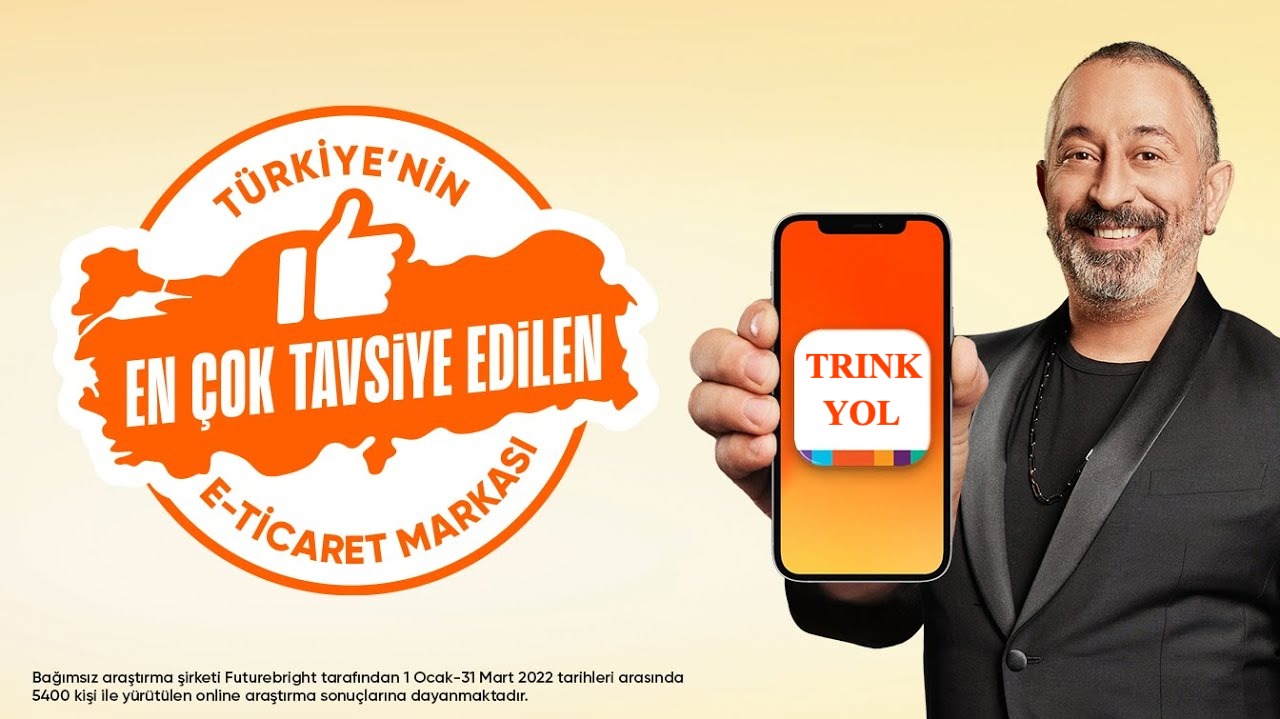 TÜRKİYE'NİN
EN ÇOK TAVSİYE EDİLEN
E-TİCARET MARKASI
TRINK
YOL
Bağımsız araştırma şirketi Futurebright tarafından 1 Ocak-31 Mart 2022 tarihleri arasında
5400 kişi ile yürütülen online araştırma sonuçlarına dayanmaktadır.